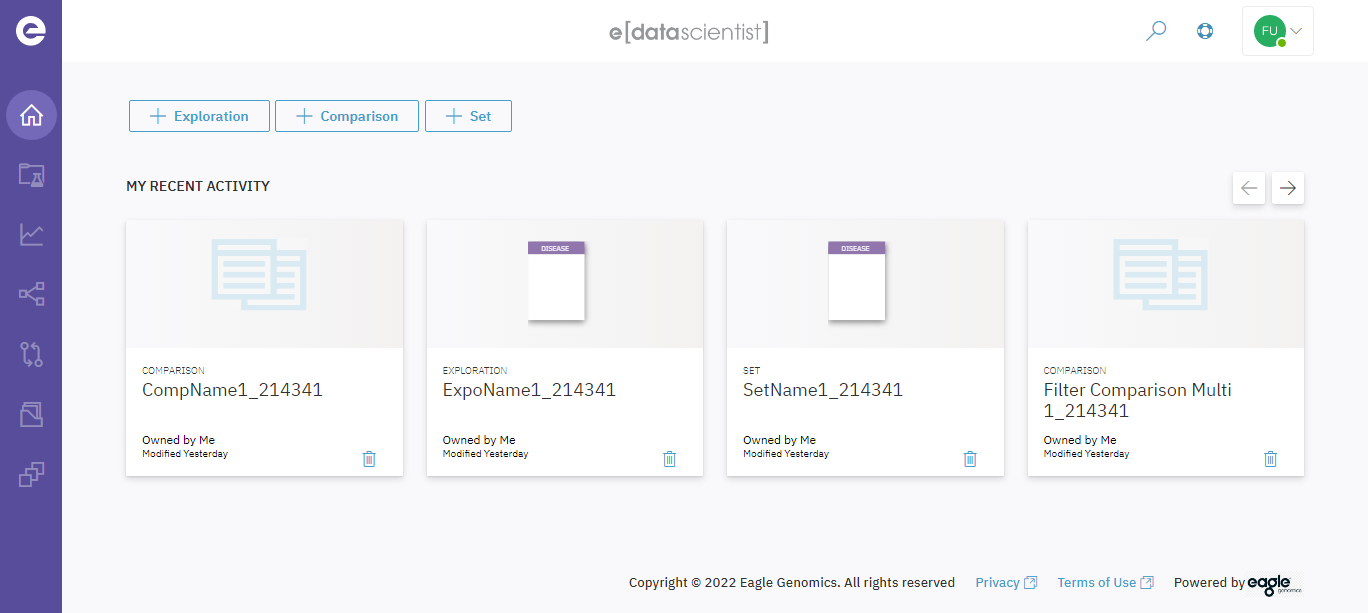 e[datascientist]
FU
Exploration
Comparison
Set
MY RECENT ACTIVITY
DISEASE
DISEASE
COMPARISON
CompName1_214341
Owned by Me
Modified Yesterday
EXPLORATION
ExpoName1_214341
Owned by Me
Modified Yesterday
SET
SetName1_214341
Owned by Me
Modified Yesterday
COMPARISON
Filter Comparison Multi
1_214341
Owned by Me
Modified Yesterday
Copyright © 2022 Eagle Genomics. All rights reserved Privacy Terms of Use Powered by eagle genomics